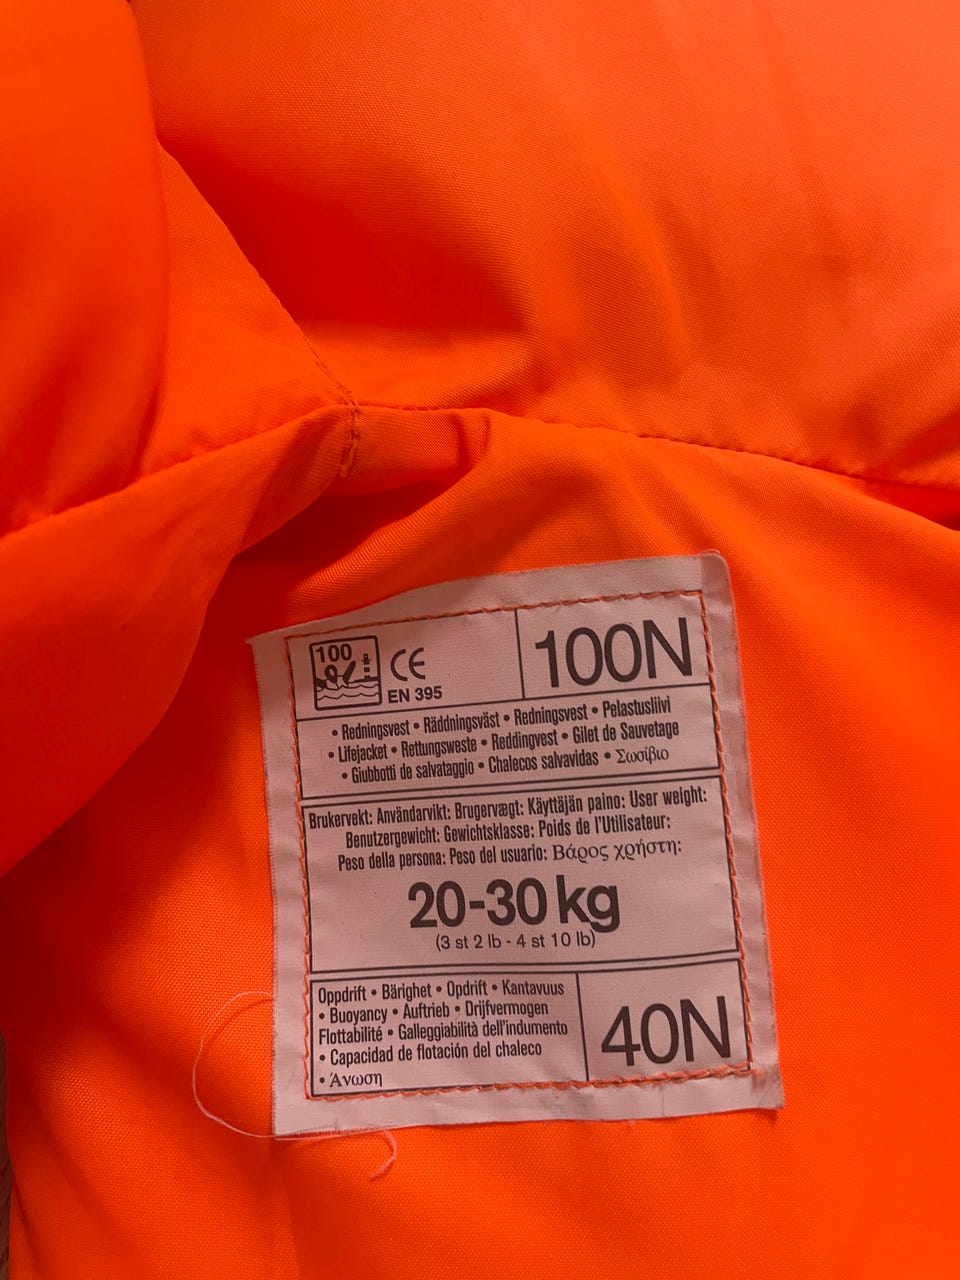 100
CE
EN 395
100N
• Redningsvest • Räddningsväst • Redningsvest • Pelastusliivi
• Lifejacket • Rettungsweste • Reddingvest • Gilet de Sauvetage
• Giubbotti de salvataggio • Chalecos salvavidas • Σωσίβιο
Brukervekt: Användarvikt: Brugervægt: Käyttäjän paino: User weight:
Benutzergewicht: Gewichtsklasse: Poids de l'Utilisateur:
Peso della persona: Peso del usuario: Βάρος χρήστη:
20-30 kg
(3 st 2 lb - 4 st 10 lb)
Oppdrift • Bärighet • Opdrift • Kantavuus
• Buoyancy • Auftrieb • Drijfvermogen
Flottabilité • Galleggiabilità dell'indumento
• Capacidad de flotación del chaleco
• Άνωση
40N